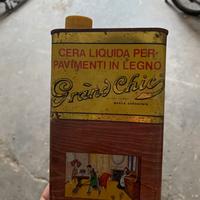 CERA LIQUIDA PER
PAVIMENTI IN LEGNO
Grand Chic